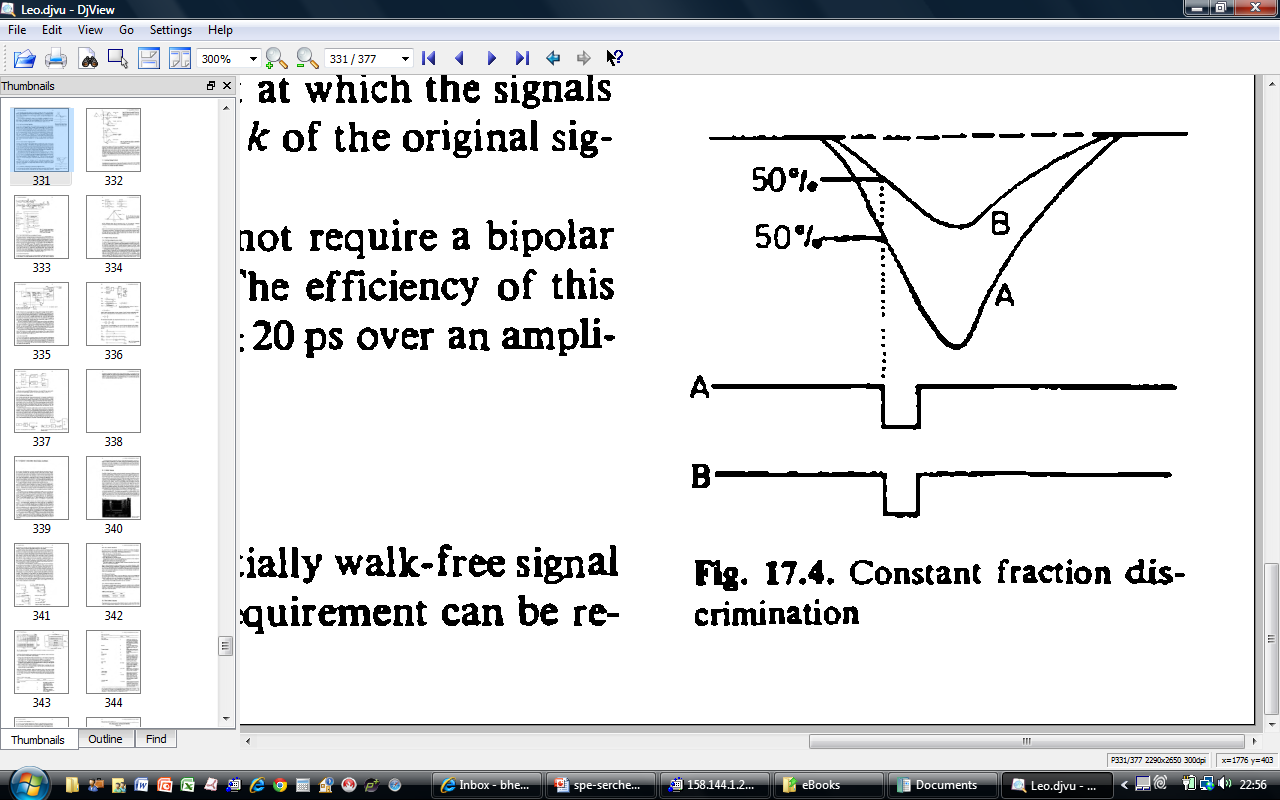 Leo.djvu - DjView
File Edit View Go Settings Help
300% 331 / 377
Thumbnails
331 332
333 334
335 336
337 338
339 340
341 342
343 344
Thumbnails Outline Find
at which the signals
k of the original sig-
not require a bipolar
The efficiency of this
20 ps over an ampli-
tially walk-free signal
equirement can be re-
50%
50%
B
A
A
B
Fig. 17.4. Constant fraction dis-
crimination
P331/377 2290x2650 300dpi x=1776 y=403
Inbox - bhe... spe-serche... 158.144.1.2... eBooks Documents Leo.djvu - ... 22:56